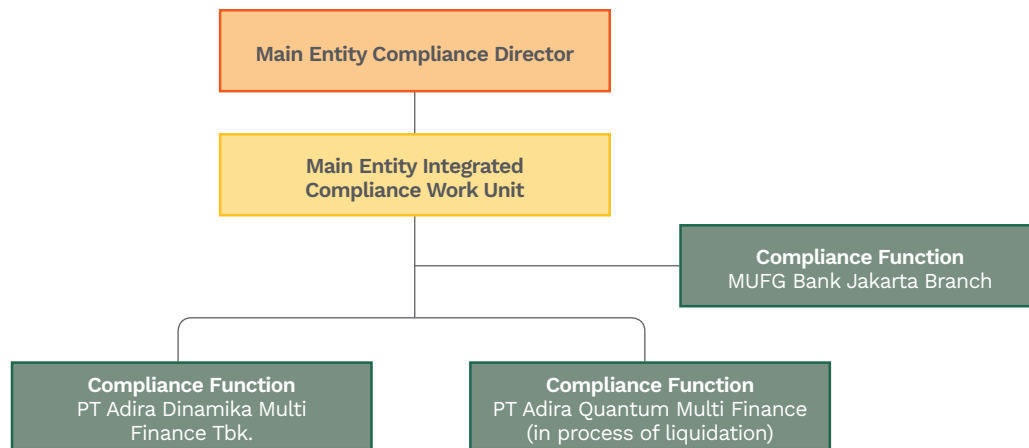 Main Entity Compliance Director
Main Entity Integrated
Compliance Work Unit
Compliance Function
MUFG Bank Jakarta Branch
Compliance Function
PT Adira Dinamika Multi
Finance Tbk.
Compliance Function
PT Adira Quantum Multi Finance
(in process of liquidation)